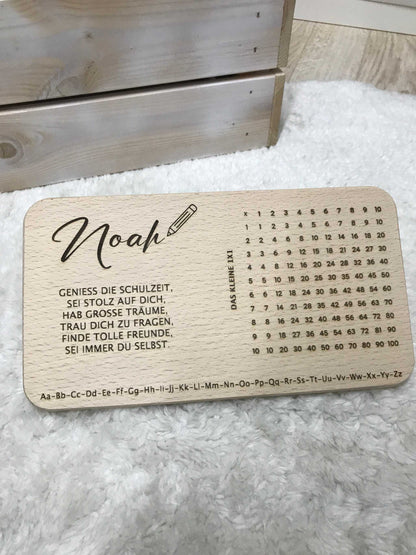 Noah
GENIESS DIE SCHULZEIT,
SEI STOLZ AUF DICH,
HAB GROSSE TRÄUME,
TRAU DICH ZU FRAGEN,
FINDE TOLLE FREUNDE,
SEI IMMER DU SELBST.
DAS KLEINE 1X1
x 1 2 3 4 5 6 7 8 9 10
1 1 2 3 4 5 6 7 8 9 10
2 2 4 6 8 10 12 14 16 18 20
3 3 6 9 12 15 18 21 24 27 30
4 4 8 12 16 20 24 28 32 36 40
5 5 10 15 20 25 30 35 40 45 50
6 6 12 18 24 30 36 42 48 54 60
7 7 14 21 28 35 42 49 56 63 70
8 8 16 24 32 40 48 56 64 72 80
9 9 18 27 36 45 54 63 72 81 90
10 10 20 30 40 50 60 70 80 90 100
Aa-Bb-Cc-Dd-Ee-Ff-Gg-Hh-Ii-Jj-Kk-Ll-Mm-Nn-Oo-Pp-Qq-Rr-Ss-Tt-Uu-Vv-Ww-Xx-Yy-Zz